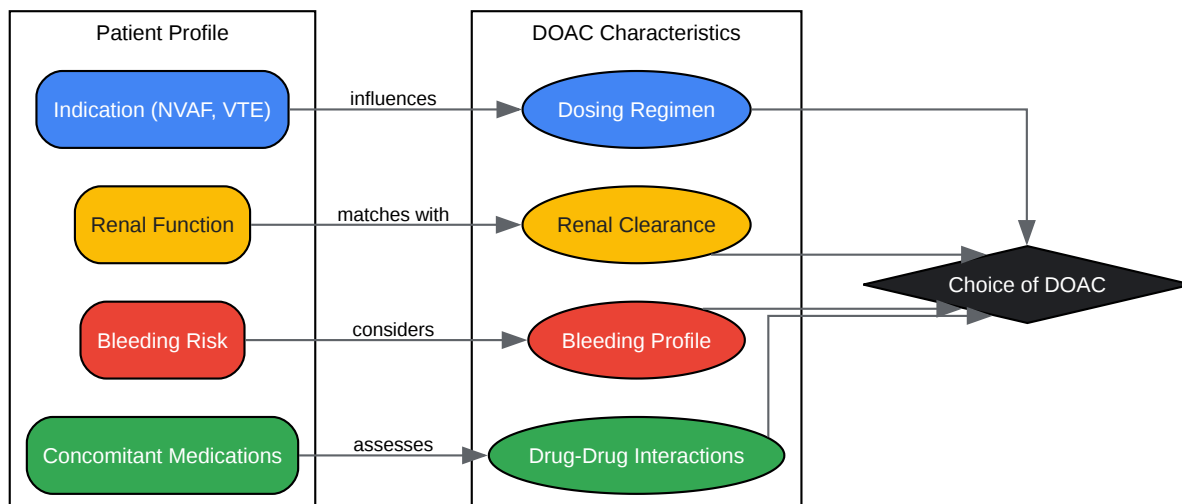 Patient Profile
DOAC Characteristics
Indication (NVAF, VTE)
influences
Dosing Regimen
Renal Function
matches with
Renal Clearance
Choice of DOAC
Bleeding Risk
considers
Bleeding Profile
Concomitant Medications
assesses
Drug-Drug Interactions